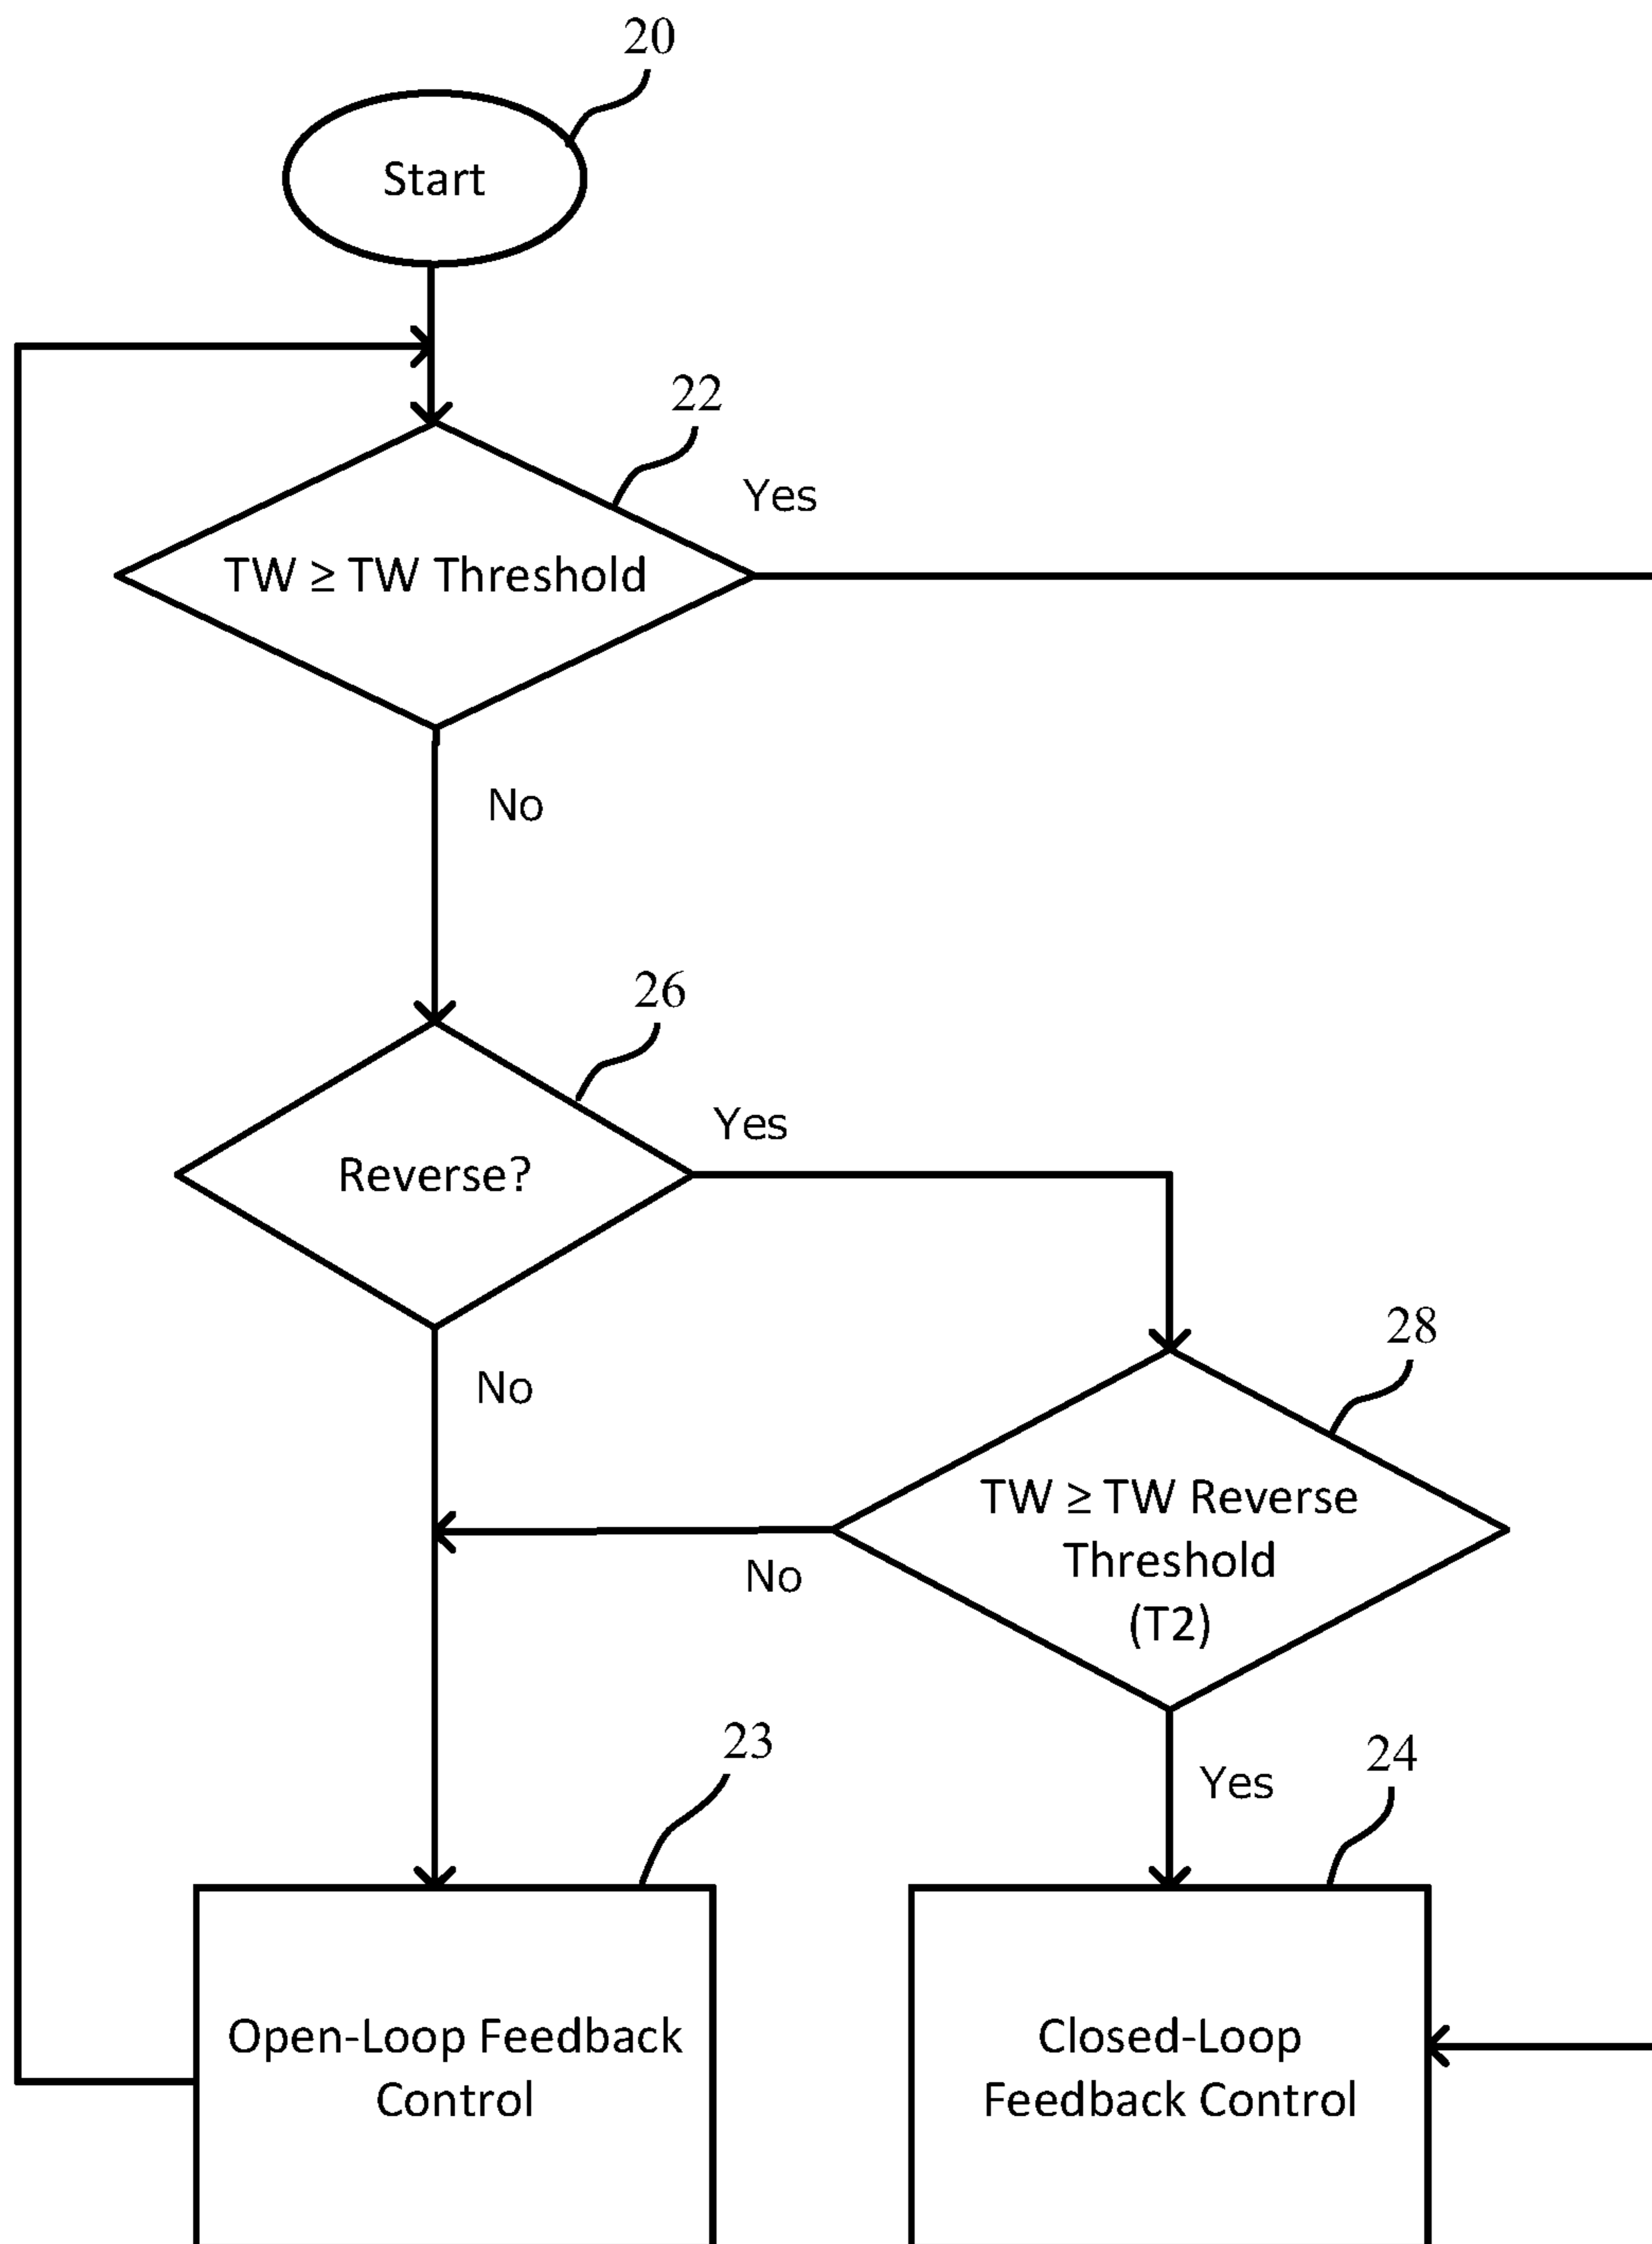 20
Start
22
Yes
TW ≥ TW Threshold
No
26
Yes
Reverse?
28
No
TW ≥ TW Reverse
Threshold
(T2)
No
23
24
Yes
Open-Loop Feedback
Control
Closed-Loop
Feedback Control